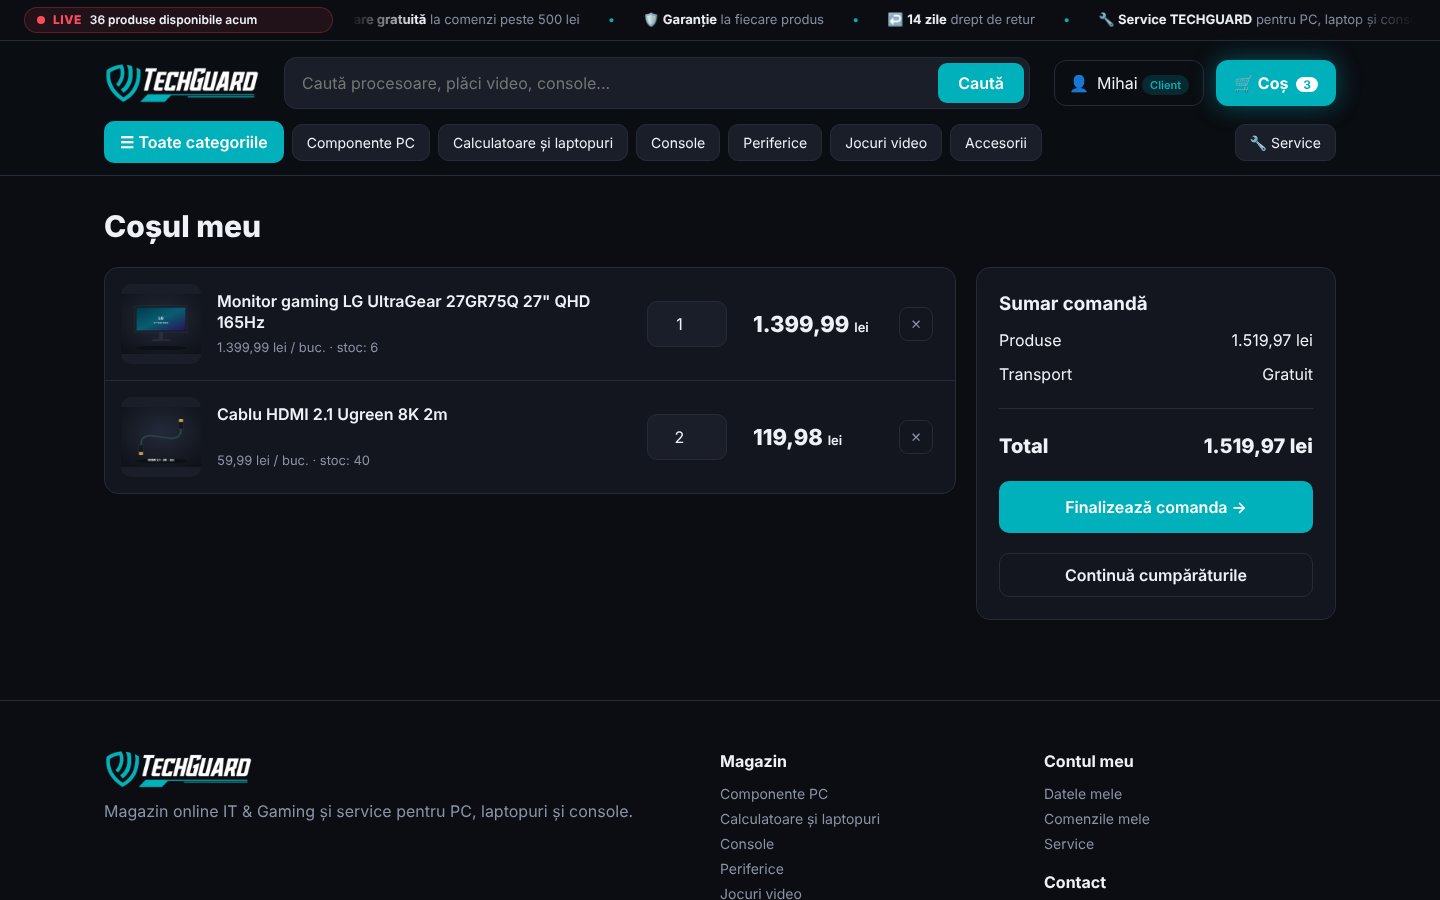 LIVE 36 produse disponibile acum
are gratuită la comenzi peste 500 lei • Garanție la fiecare produs • 14 zile drept de retur • Service TECHGUARD pentru PC, laptop și
TECHGUARD
Caută procesoare, plăci video, console...
Caută
Mihai Client
Coș 3
☰ Toate categoriile
Componente PC
Calculatoare și laptopuri
Console
Periferice
Jocuri video
Accesorii
Service
Coșul meu
Monitor gaming LG UltraGear 27GR75Q 27" QHD
165Hz
1.399,99 lei / buc. · stoc: 6
1
1.399,99 lei
×
Cablu HDMI 2.1 Ugreen 8K 2m
59,99 lei / buc. · stoc: 40
2
119,98 lei
×
Sumar comandă
Produse 1.519,97 lei
Transport Gratuit
Total 1.519,97 lei
Finalizează comanda →
Continuă cumpărăturile
TECHGUARD
Magazin online IT & Gaming și service pentru PC, laptopuri și console.
Magazin
Componente PC
Calculatoare și laptopuri
Console
Periferice
Jocuri video
Contul meu
Datele mele
Comenzile mele
Service
Contact